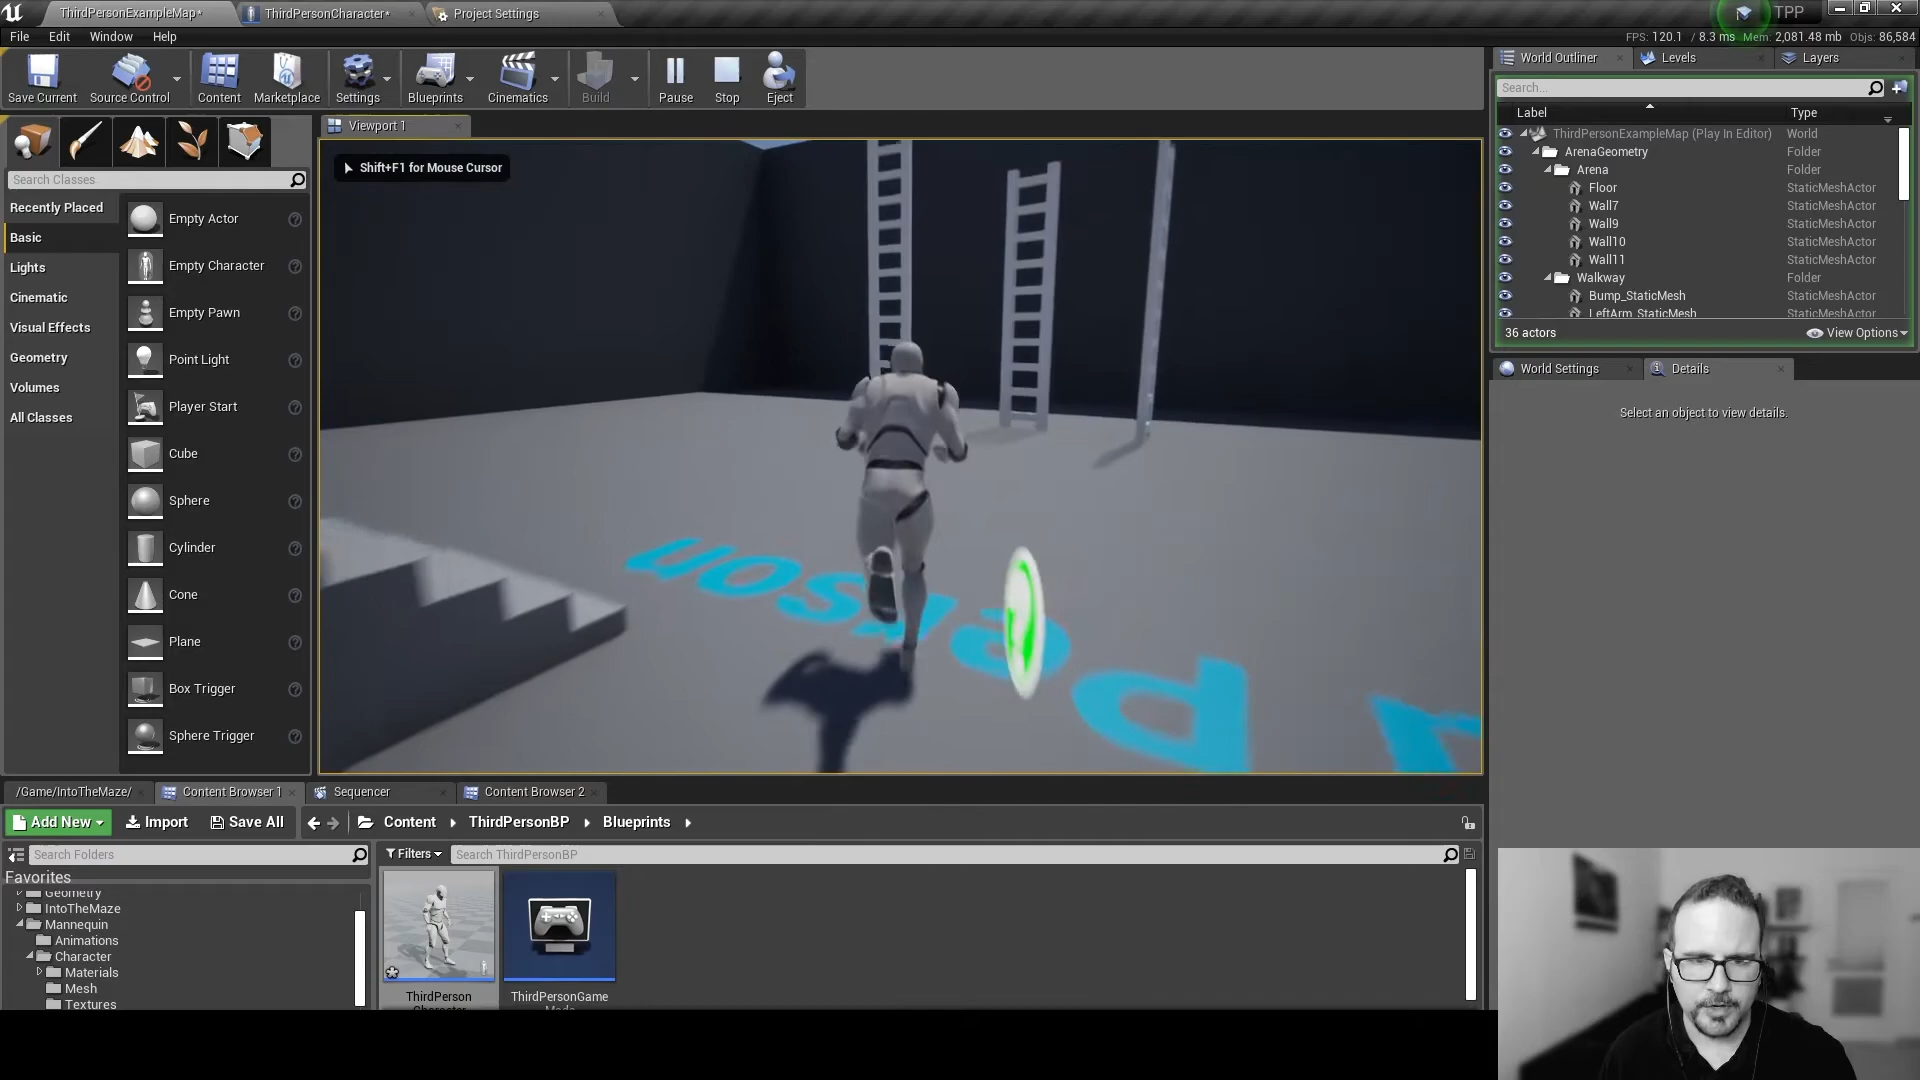 ThirdPersonExampleMap*
ThirdPersonCharacter*
Project Settings
TPP
File Edit Window Help
FPS: 120.1 / 8.3 ms Mem: 2,081.48 mb Objs: 86,584
Save Current
Source Control
Content
Marketplace
Settings
Blueprints
Cinematics
Build
Pause
Stop
Eject
World Outliner
Levels
Layers
Search...
Label Type
ThirdPersonExampleMap (Play In Editor) World
ArenaGeometry Folder
Arena Folder
Floor StaticMeshActor
Wall7 StaticMeshActor
Wall9 StaticMeshActor
Wall10 StaticMeshActor
Wall11 StaticMeshActor
Walkway Folder
Bump_StaticMesh StaticMeshActor
LeftArm_StaticMesh StaticMeshActor
36 actors
View Options
World Settings
Details
Select an object to view details.
Viewport 1
Shift+F1 for Mouse Cursor
Person
Search Classes
Recently Placed
Basic
Lights
Cinematic
Visual Effects
Geometry
Volumes
All Classes
Empty Actor
Empty Character
Empty Pawn
Point Light
Player Start
Cube
Sphere
Cylinder
Cone
Plane
Box Trigger
Sphere Trigger
/Game/IntoTheMaze/
Content Browser 1
Sequencer
Content Browser 2
Add New
Import
Save All
Content
ThirdPersonBP
Blueprints
Search Folders
Filters
Search ThirdPersonBP
Favorites
Geometry
IntoTheMaze
Mannequin
Animations
Character
Materials
Mesh
Textures
ThirdPerson
Character
ThirdPersonGame
Mode